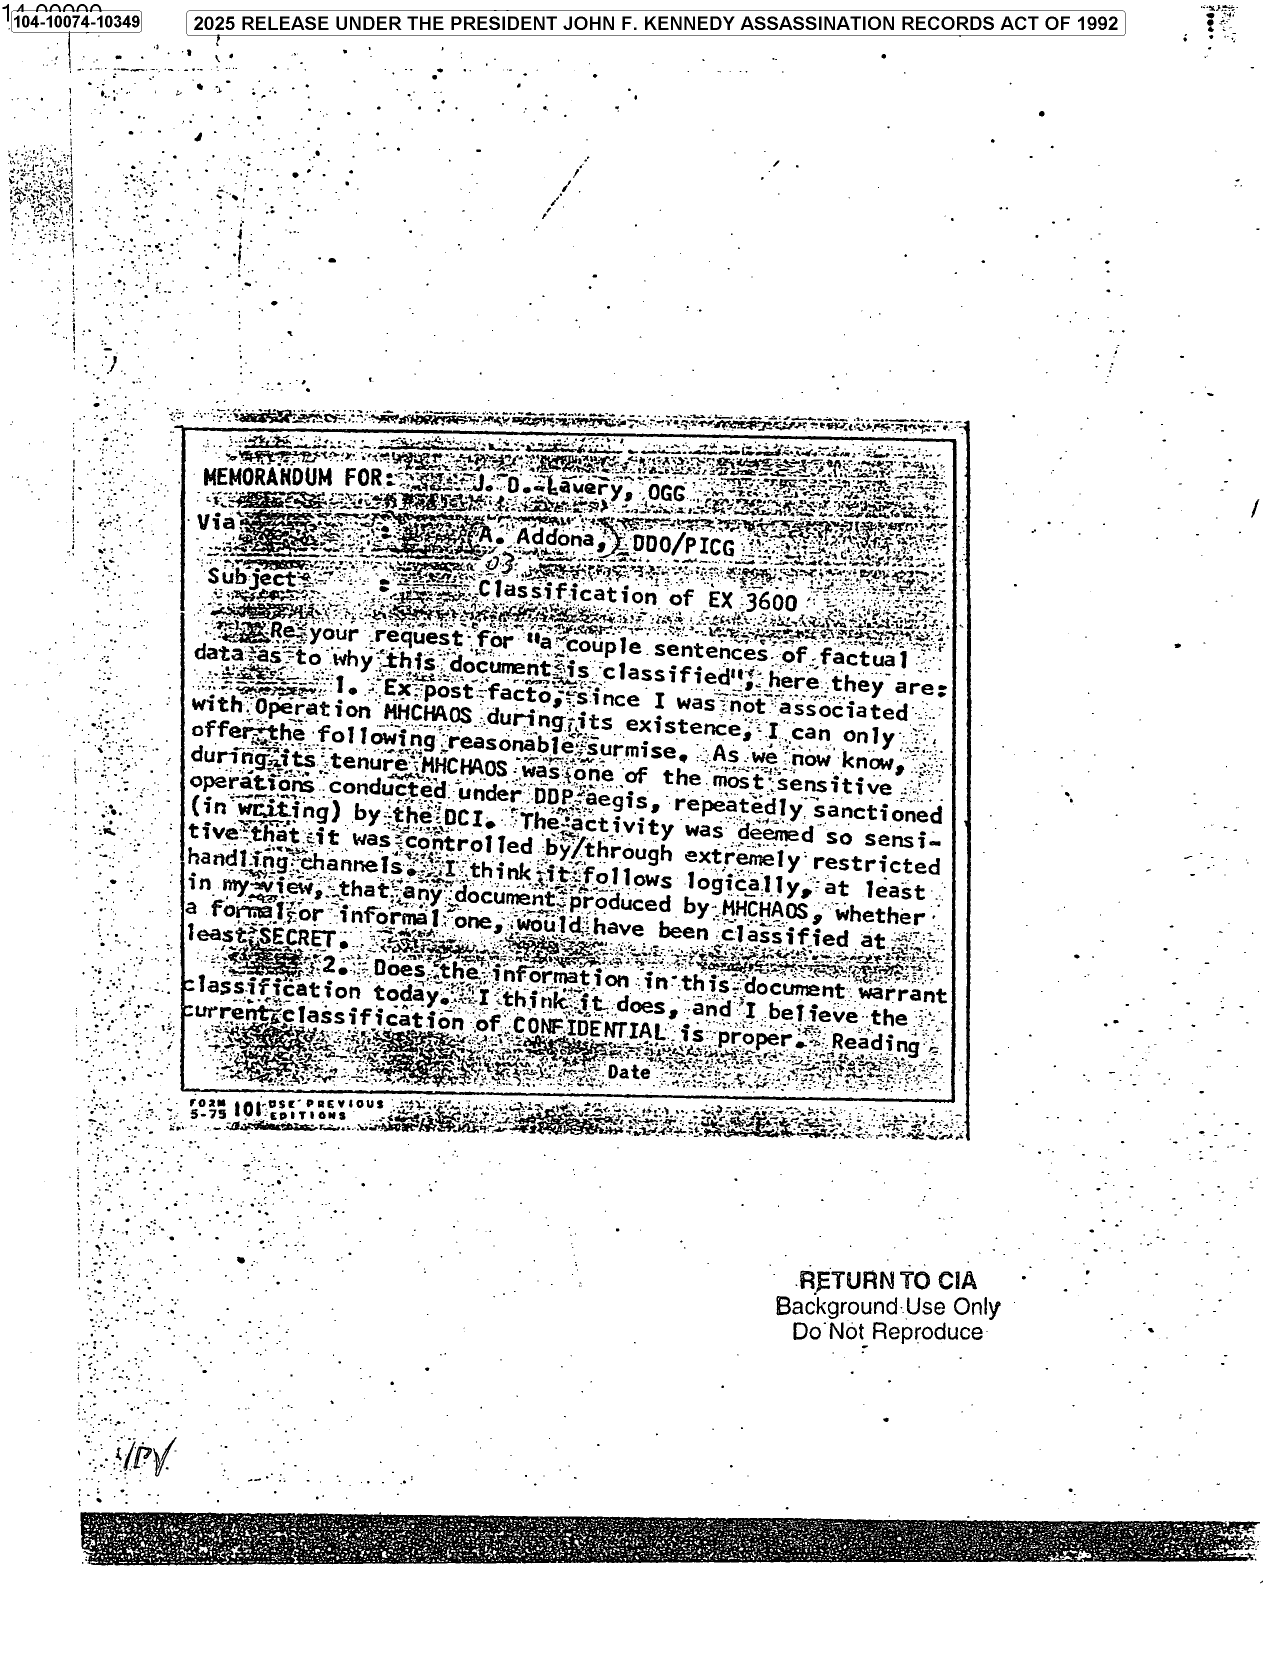 104-10074-10349
2025 RELEASE UNDER THE PRESIDENT JOHN F. KENNEDY ASSASSINATION RECORDS ACT OF 1992
MEMORANDUM FOR: J. D. Lavery, OGG
Via : (A. Addona,) DDO/PICG
03
Subject : Classification of EX 3600
Re your request for "a couple sentences of factual
data as to why this document is classified", here they are:
1. Ex post facto, since I was not associated
with Operation MHCHAOS during its existence, I can only
offer the following reasonable surmise. As we now know,
during its tenure MHCHAOS was one of the most sensitive
operations conducted under DDP aegis, repeatedly sanctioned
(in writing) by the DCI. The activity was deemed so sensi-
tive that it was controlled by/through extremely restricted
handling channels. I think it follows logically, at least
in my view, that any document produced by MHCHAOS, whether
a formal or informal one, would have been classified at
least SECRET.
2. Does the information in this document warrant
classification today. I think it does, and I believe the
current classification of CONFIDENTIAL is proper. Reading
Date
FORM 5-75 101 USE PREVIOUS EDITIONS
RETURN TO CIA
Background Use Only
Do Not Reproduce